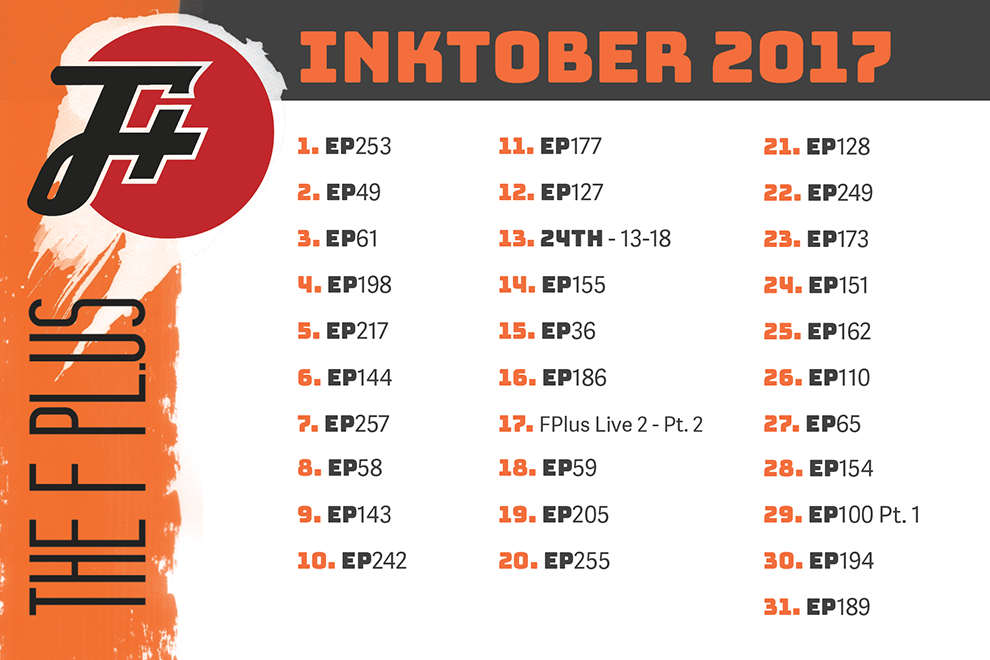 INKTOBER 2017
F+
THE F PLUS
1. EP253
2. EP49
3. EP61
4. EP198
5. EP217
6. EP144
7. EP257
8. EP58
9. EP143
10. EP242
11. EP177
12. EP127
13. 24TH - 13-18
14. EP155
15. EP36
16. EP186
17. FPlus Live 2 - Pt. 2
18. EP59
19. EP205
20. EP255
21. EP128
22. EP249
23. EP173
24. EP151
25. EP162
26. EP110
27. EP65
28. EP154
29. EP100 Pt. 1
30. EP194
31. EP189